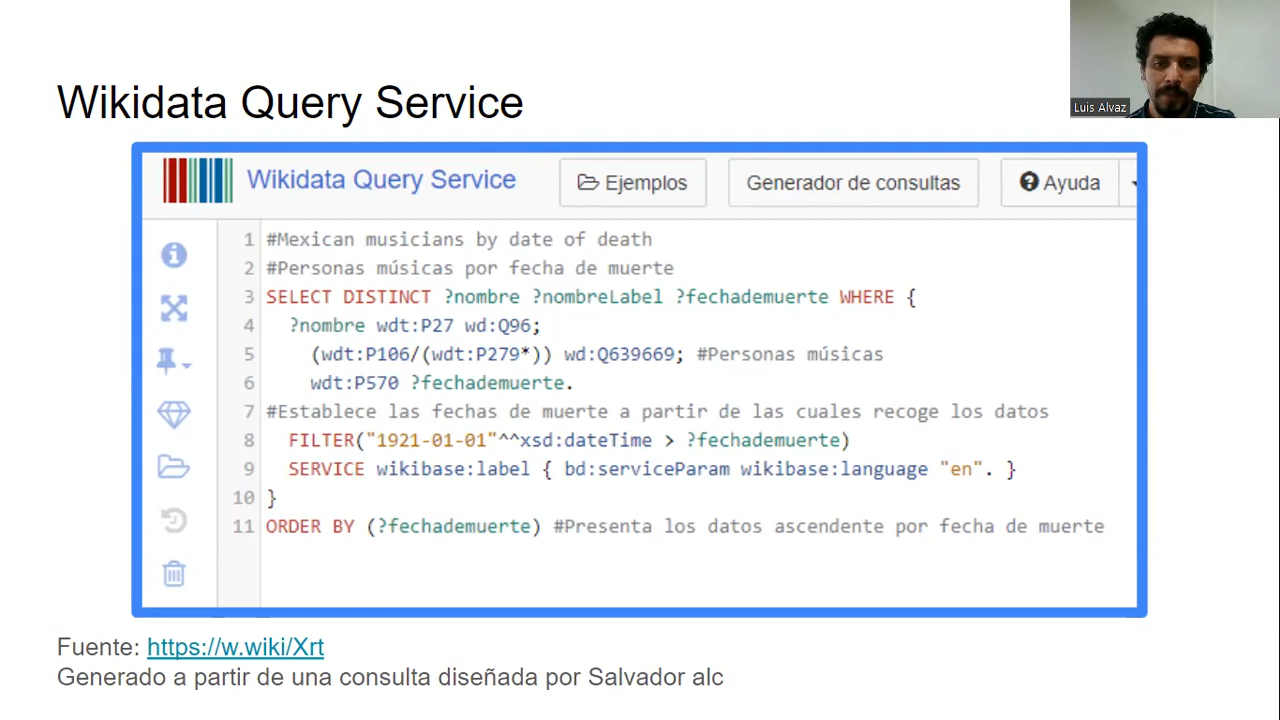 Luis Alvaz
Wikidata Query Service
Wikidata Query Service
Ejemplos
Generador de consultas
Ayuda
1 #Mexican musicians by date of death
2 #Personas músicas por fecha de muerte
3 SELECT DISTINCT ?nombre ?nombreLabel ?fechademuerte WHERE {
4 ?nombre wdt:P27 wd:Q96;
5 (wdt:P106/(wdt:P279*)) wd:Q639669; #Personas músicas
6 wdt:P570 ?fechademuerte.
7 #Establece las fechas de muerte a partir de las cuales recoge los datos
8 FILTER("1921-01-01"^^xsd:dateTime > ?fechademuerte)
9 SERVICE wikibase:label { bd:serviceParam wikibase:language "en". }
10 }
11 ORDER BY (?fechademuerte) #Presenta los datos ascendente por fecha de muerte
Fuente: https://w.wiki/Xrt
Generado a partir de una consulta diseñada por Salvador alc